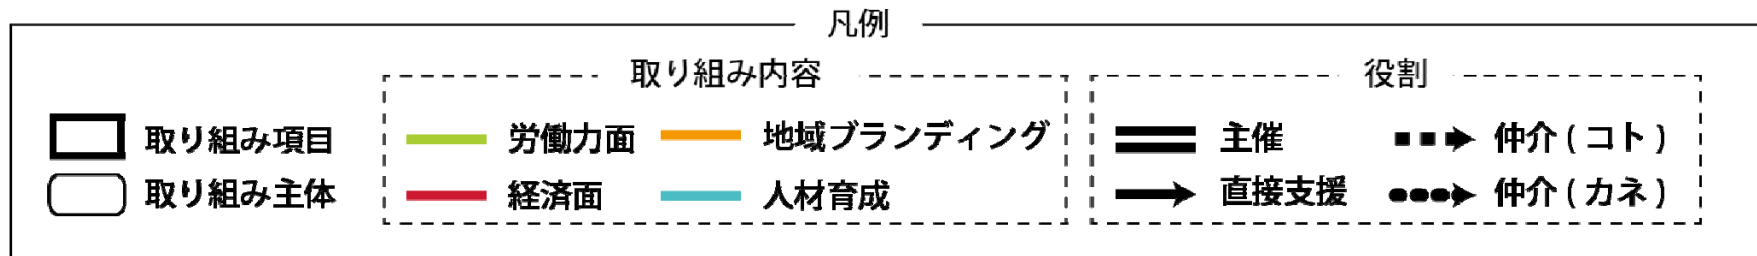 凡例
取り組み内容
役割
取り組み項目
労働力面
地域ブランディング
主催
仲介 ( コト )
取り組み主体
経済面
人材育成
直接支援
仲介 ( カネ )